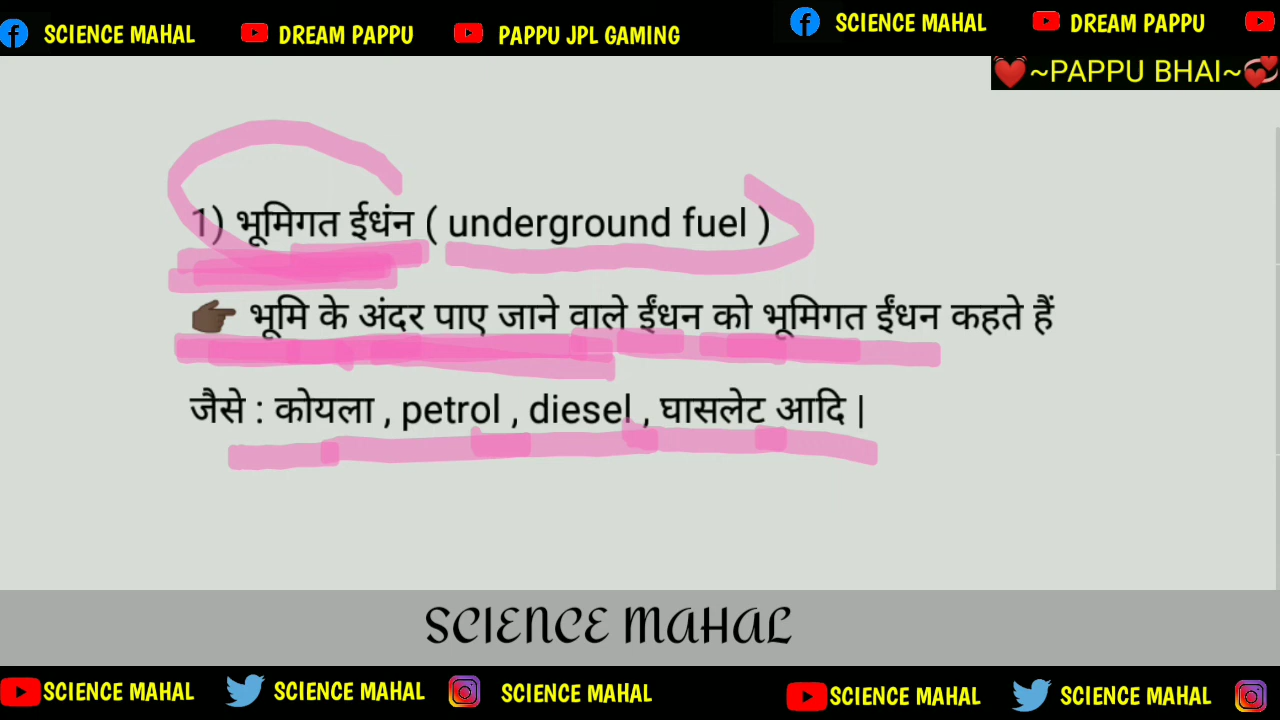 SCIENCE MAHAL DREAM PAPPU PAPPU JPL GAMING SCIENCE MAHAL DREAM PAPPU
~PAPPU BHAI~
1) भूमिगत ईधंन ( underground fuel )
भूमि के अंदर पाए जाने वाले ईंधन को भूमिगत ईंधन कहते हैं
जैसे : कोयला , petrol , diesel , घासलेट आदि |
SCIENCE MAHAL
SCIENCE MAHAL SCIENCE MAHAL SCIENCE MAHAL SCIENCE MAHAL SCIENCE MAHAL